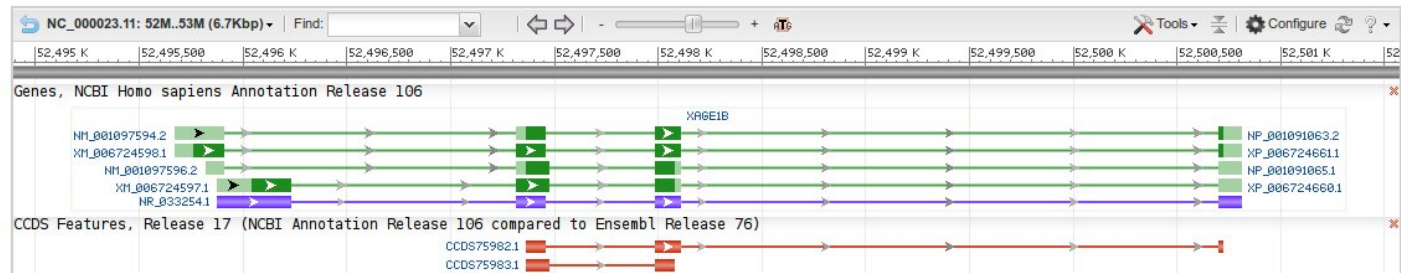 NC_000023.11: 52M..53M (6.7Kbp) Find: - + ATG Tools Configure ?
52,495 K 52,495,500 52,496 K 52,496,500 52,497 K 52,497,500 52,498 K 52,498,500 52,499 K 52,499,500 52,500 K 52,500,500 52,501 K 52
Genes, NCBI Homo sapiens Annotation Release 106
XAGE1B
NM_001097594.2 NP_001091063.2
XM_006724598.1 XP_006724661.1
NM_001097596.2 NP_001091065.1
XM_006724597.1 XP_006724660.1
NR_033254.1
CCDS Features, Release 17 (NCBI Annotation Release 106 compared to Ensembl Release 76)
CCDS75982.1
CCDS75983.1